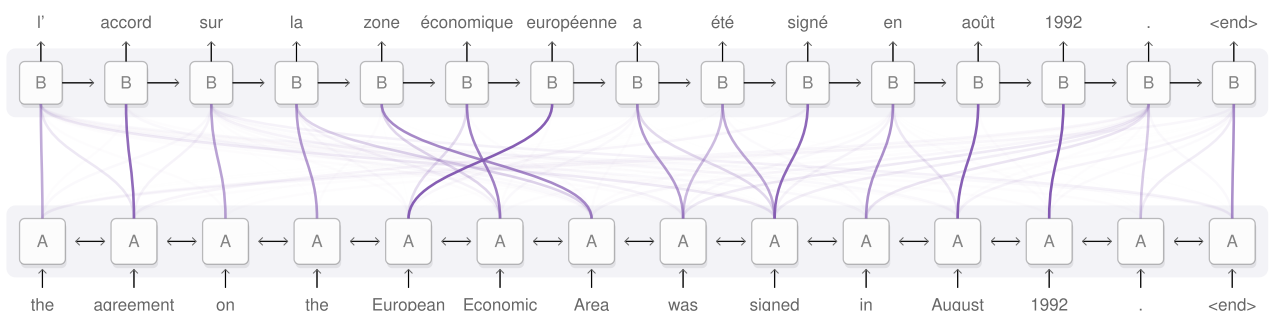 l' accord sur la zone économique européenne a été signé en août 1992 . <end>
B B B B B B B B B B B B B B B
A A A A A A A A A A A A A A
the agreement on the European Economic Area was signed in August 1992 . <end>